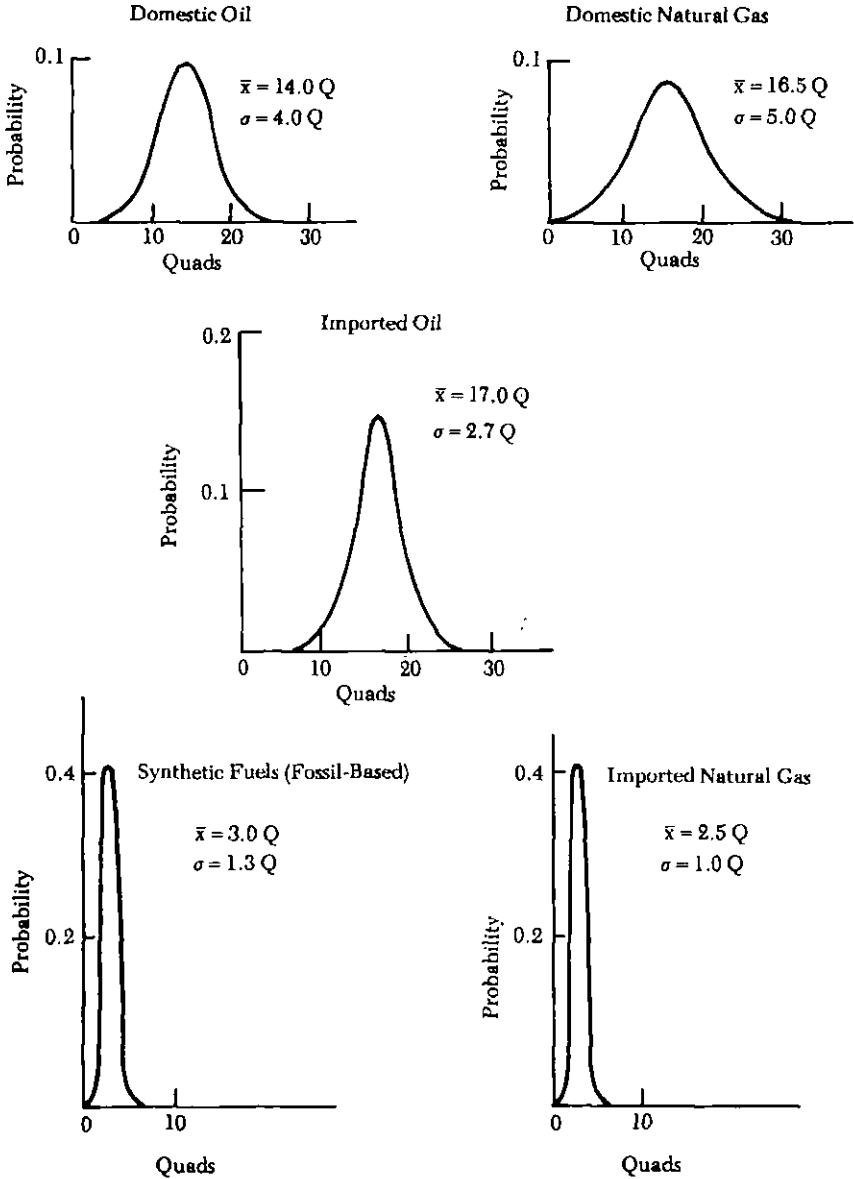 Domestic Oil
0.1
Probability
x̄ = 14.0 Q
σ = 4.0 Q
0 10 20 30
Quads
Domestic Natural Gas
0.1
Probability
x̄ = 16.5 Q
σ = 5.0 Q
0 10 20 30
Quads
Imported Oil
0.2
0.1
Probability
x̄ = 17.0 Q
σ = 2.7 Q
0 10 20 30
Quads
Synthetic Fuels (Fossil-Based)
0.4
0.2
Probability
x̄ = 3.0 Q
σ = 1.3 Q
0 10
Quads
Imported Natural Gas
0.4
0.2
Probability
x̄ = 2.5 Q
σ = 1.0 Q
0 10
Quads